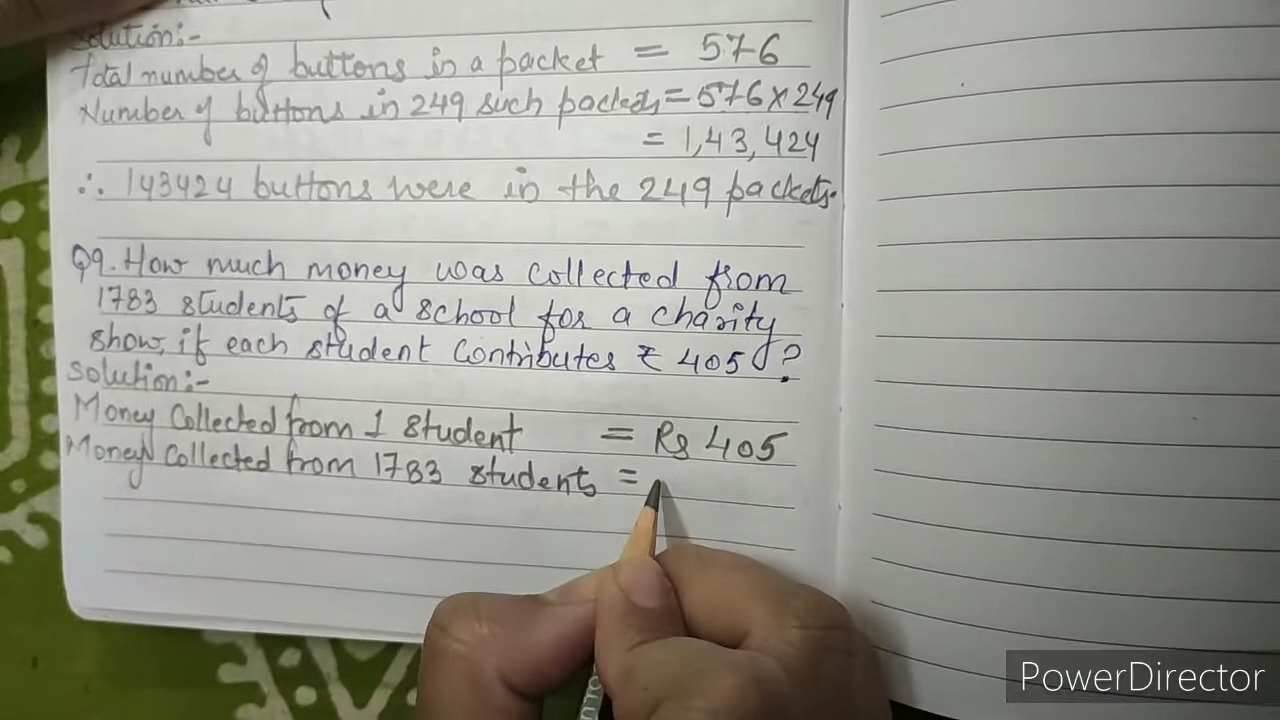 Solution:-
Total number of buttons in a packet = 576
Number of buttons in 249 such packets = 576 × 249
= 1,43,424
∴ 143424 buttons were in the 249 packets.
Q9. How much money was collected from
1783 students of a school for a charity
show, if each student contributes ₹ 405?
Solution:-
Money Collected from 1 student = Rs 405
Money Collected from 1783 students =
PowerDirector